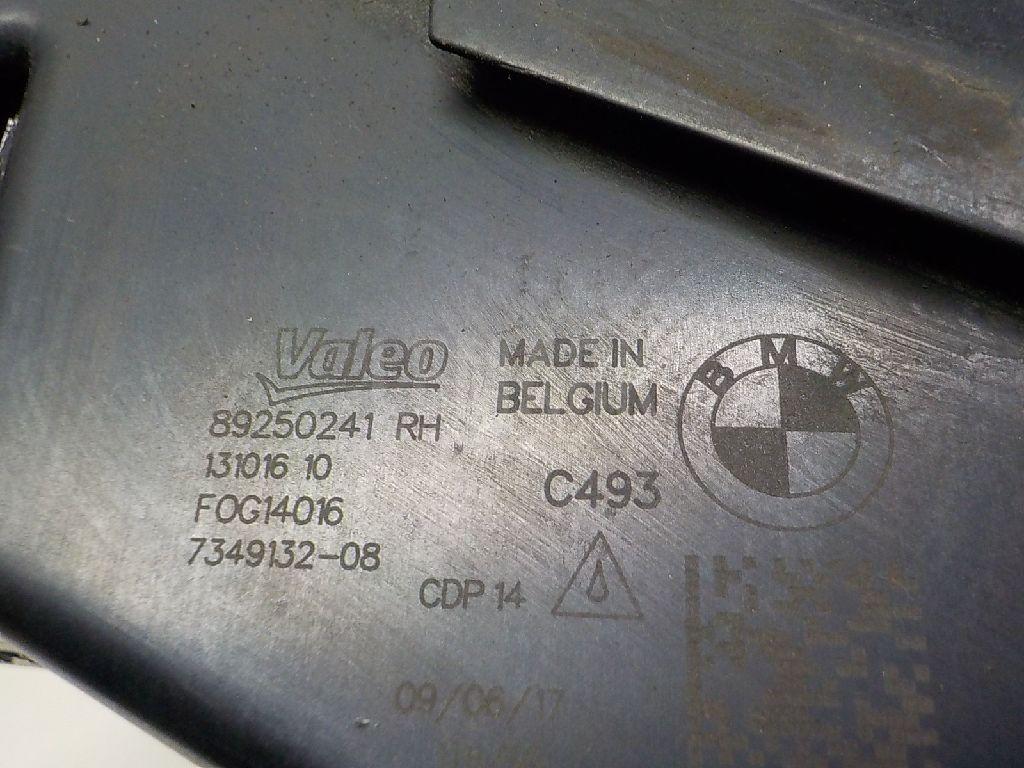 Valeo
89250241 RH
131016 10
FOG14016
7349132-08
MADE IN
BELGIUM
C493
CDP 14
BMW
09/06/17